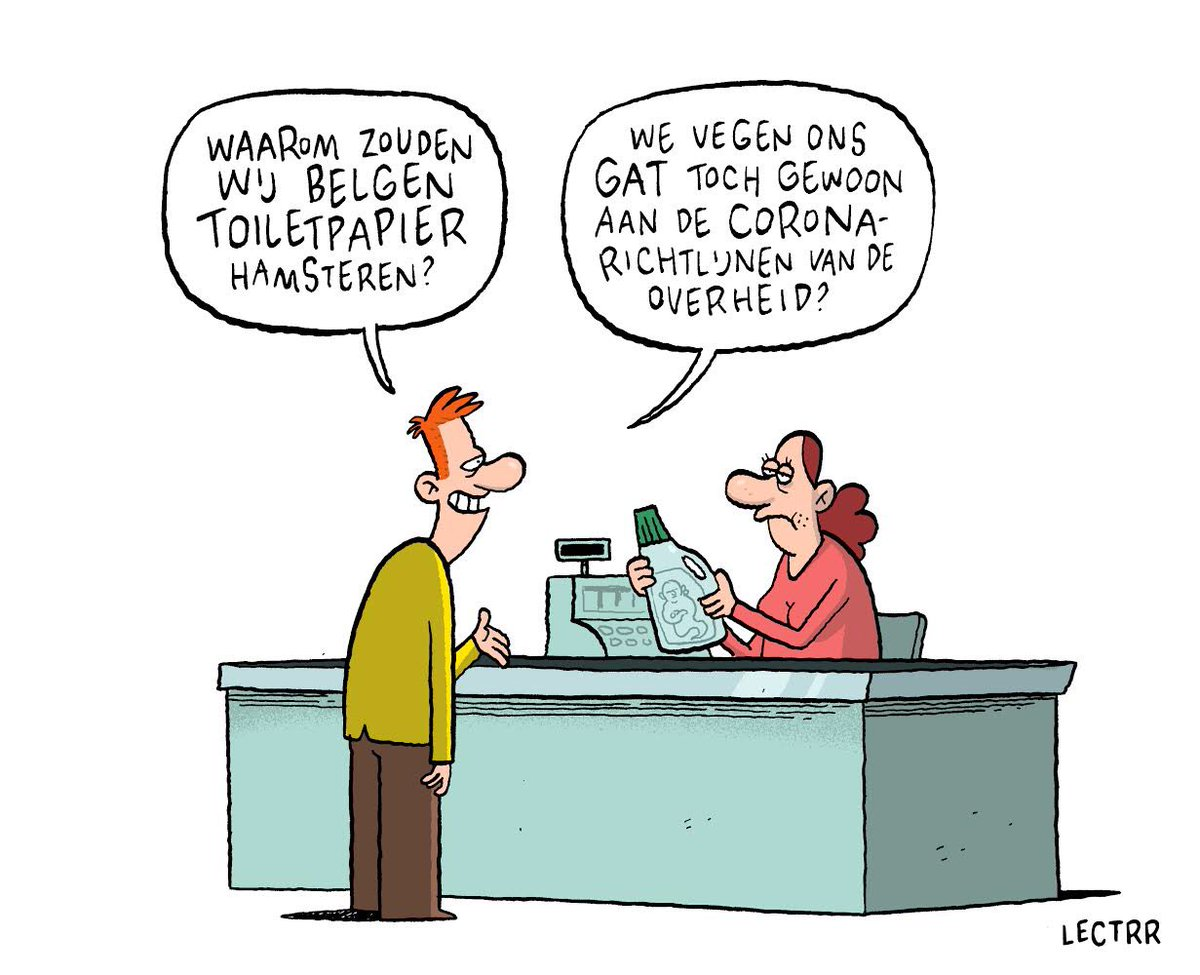 WAAROM ZOUDEN
WIJ BELGEN
TOILETPAPIER
HAMSTEREN?
WE VEGEN ONS
GAT TOCH GEWOON
AAN DE CORONA-
RICHTLIJNEN VAN DE
OVERHEID?
LECTRR